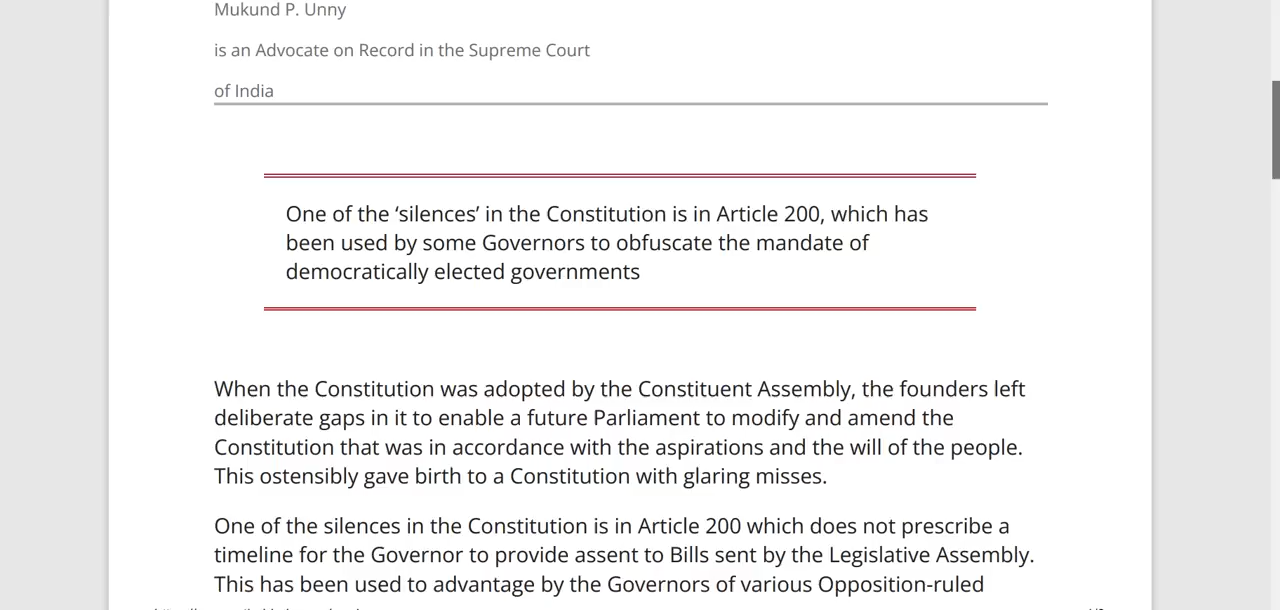 Mukund P. Unny
is an Advocate on Record in the Supreme Court
of India
One of the ‘silences’ in the Constitution is in Article 200, which has
been used by some Governors to obfuscate the mandate of
democratically elected governments
When the Constitution was adopted by the Constituent Assembly, the founders left
deliberate gaps in it to enable a future Parliament to modify and amend the
Constitution that was in accordance with the aspirations and the will of the people.
This ostensibly gave birth to a Constitution with glaring misses.
One of the silences in the Constitution is in Article 200 which does not prescribe a
timeline for the Governor to provide assent to Bills sent by the Legislative Assembly.
This has been used to advantage by the Governors of various Opposition-ruled